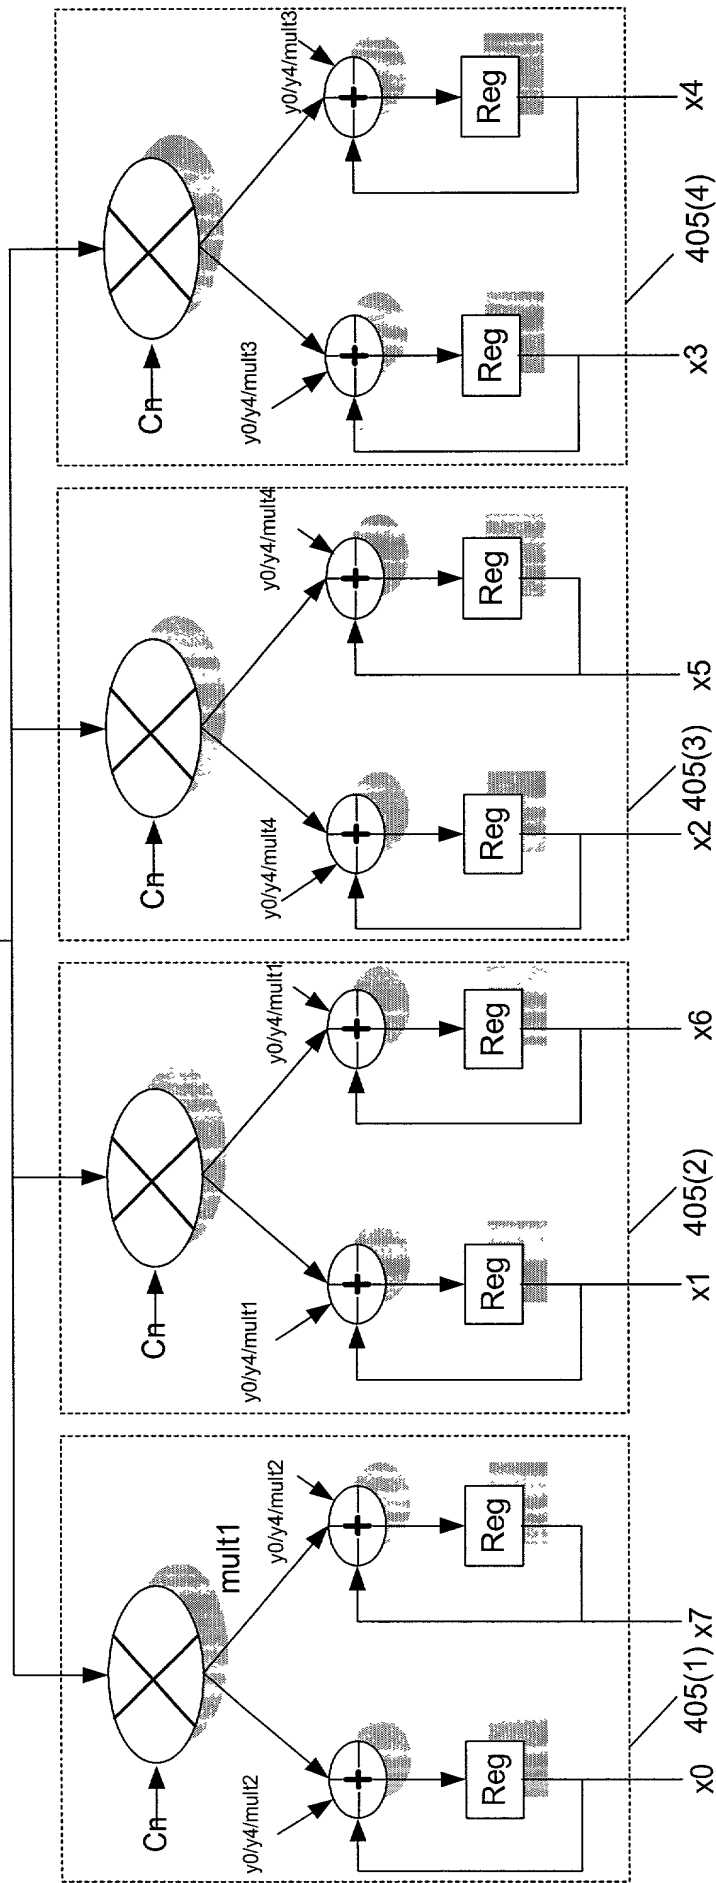 Cn
mult1
y0/y4/mult2
y0/y4/mult2
Reg
Reg
x0
405(1)
x7
Cn
y0/y4/mult1
y0/y4/mult1
Reg
Reg
x1
405(2)
x6
Cn
y0/y4/mult4
y0/y4/mult4
Reg
Reg
x2
405(3)
x5
Cn
y0/y4/mult3
y0/y4/mult3
Reg
Reg
x3
405(4)
x4